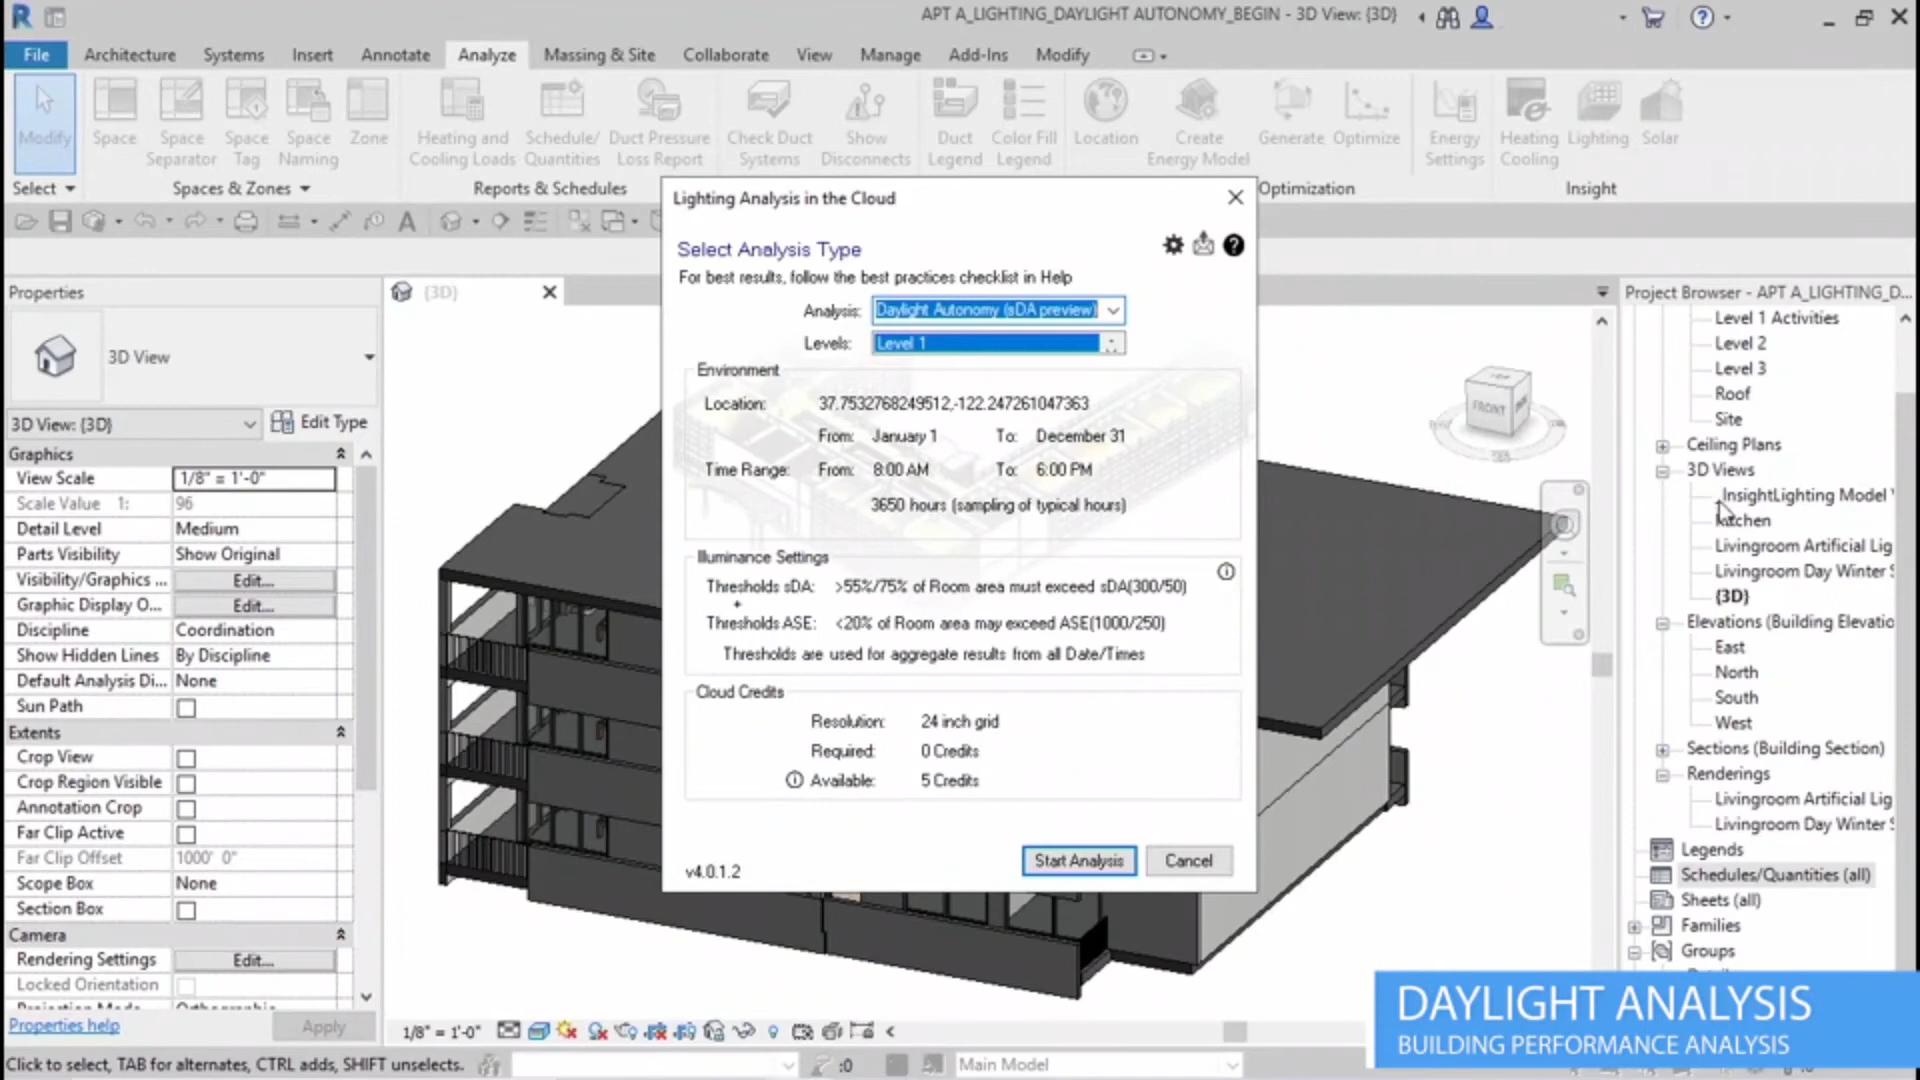 APT A_LIGHTING_DAYLIGHT AUTONOMY_BEGIN - 3D View: {3D}
File Architecture Systems Insert Annotate Analyze Massing & Site Collaborate View Manage Add-Ins Modify
Modify
Space
Space Separator
Space Tag
Space Naming
Zone
Heating and Cooling Loads
Schedule/ Quantities
Duct Pressure Loss Report
Check Duct Systems
Show Disconnects
Duct Legend
Color Fill Legend
Location
Create Energy Model
Generate
Optimize
Energy Settings
Heating Cooling
Lighting
Solar
Select
Spaces & Zones
Reports & Schedules
Optimization
Insight
Properties
3D View
3D View: {3D}
Edit Type
Graphics
View Scale 1/8" = 1'-0"
Scale Value 1: 96
Detail Level Medium
Parts Visibility Show Original
Visibility/Graphics ... Edit...
Graphic Display O... Edit...
Discipline Coordination
Show Hidden Lines By Discipline
Default Analysis Di... None
Sun Path
Extents
Crop View
Crop Region Visible
Annotation Crop
Far Clip Active
Far Clip Offset 1000' 0"
Scope Box None
Section Box
Camera
Rendering Settings Edit...
Locked Orientation
Projection Mode Orthographic
Properties help
Apply
{3D}
Lighting Analysis in the Cloud
Select Analysis Type
For best results, follow the best practices checklist in Help
Analysis: Daylight Autonomy (sDA preview)
Levels: Level 1
Environment
Location: 37.7532768249512,-122.247261047363
From: January 1 To: December 31
Time Range: From: 8:00 AM To: 6:00 PM
3650 hours (sampling of typical hours)
Illuminance Settings
Thresholds sDA: >55%/75% of Room area must exceed sDA(300/50)
+
Thresholds ASE: <20% of Room area may exceed ASE(1000/250)
Thresholds are used for aggregate results from all Date/Times
Cloud Credits
Resolution: 24 inch grid
Required: 0 Credits
Available: 5 Credits
v4.0.1.2
Start Analysis
Cancel
FRONT
Project Browser - APT A_LIGHTING_D...
Level 1 Activities
Level 2
Level 3
Roof
Site
Ceiling Plans
3D Views
_InsightLighting Model
Kitchen
Livingroom Artificial Lig
Livingroom Day Winter S
{3D}
Elevations (Building Elevatio
East
North
South
West
Sections (Building Section)
Renderings
Livingroom Artificial Lig
Livingroom Day Winter S
Legends
Schedules/Quantities (all)
Sheets (all)
Families
Groups
1/8" = 1'-0"
Click to select, TAB for alternates, CTRL adds, SHIFT unselects.
:0
Main Model
DAYLIGHT ANALYSIS
BUILDING PERFORMANCE ANALYSIS